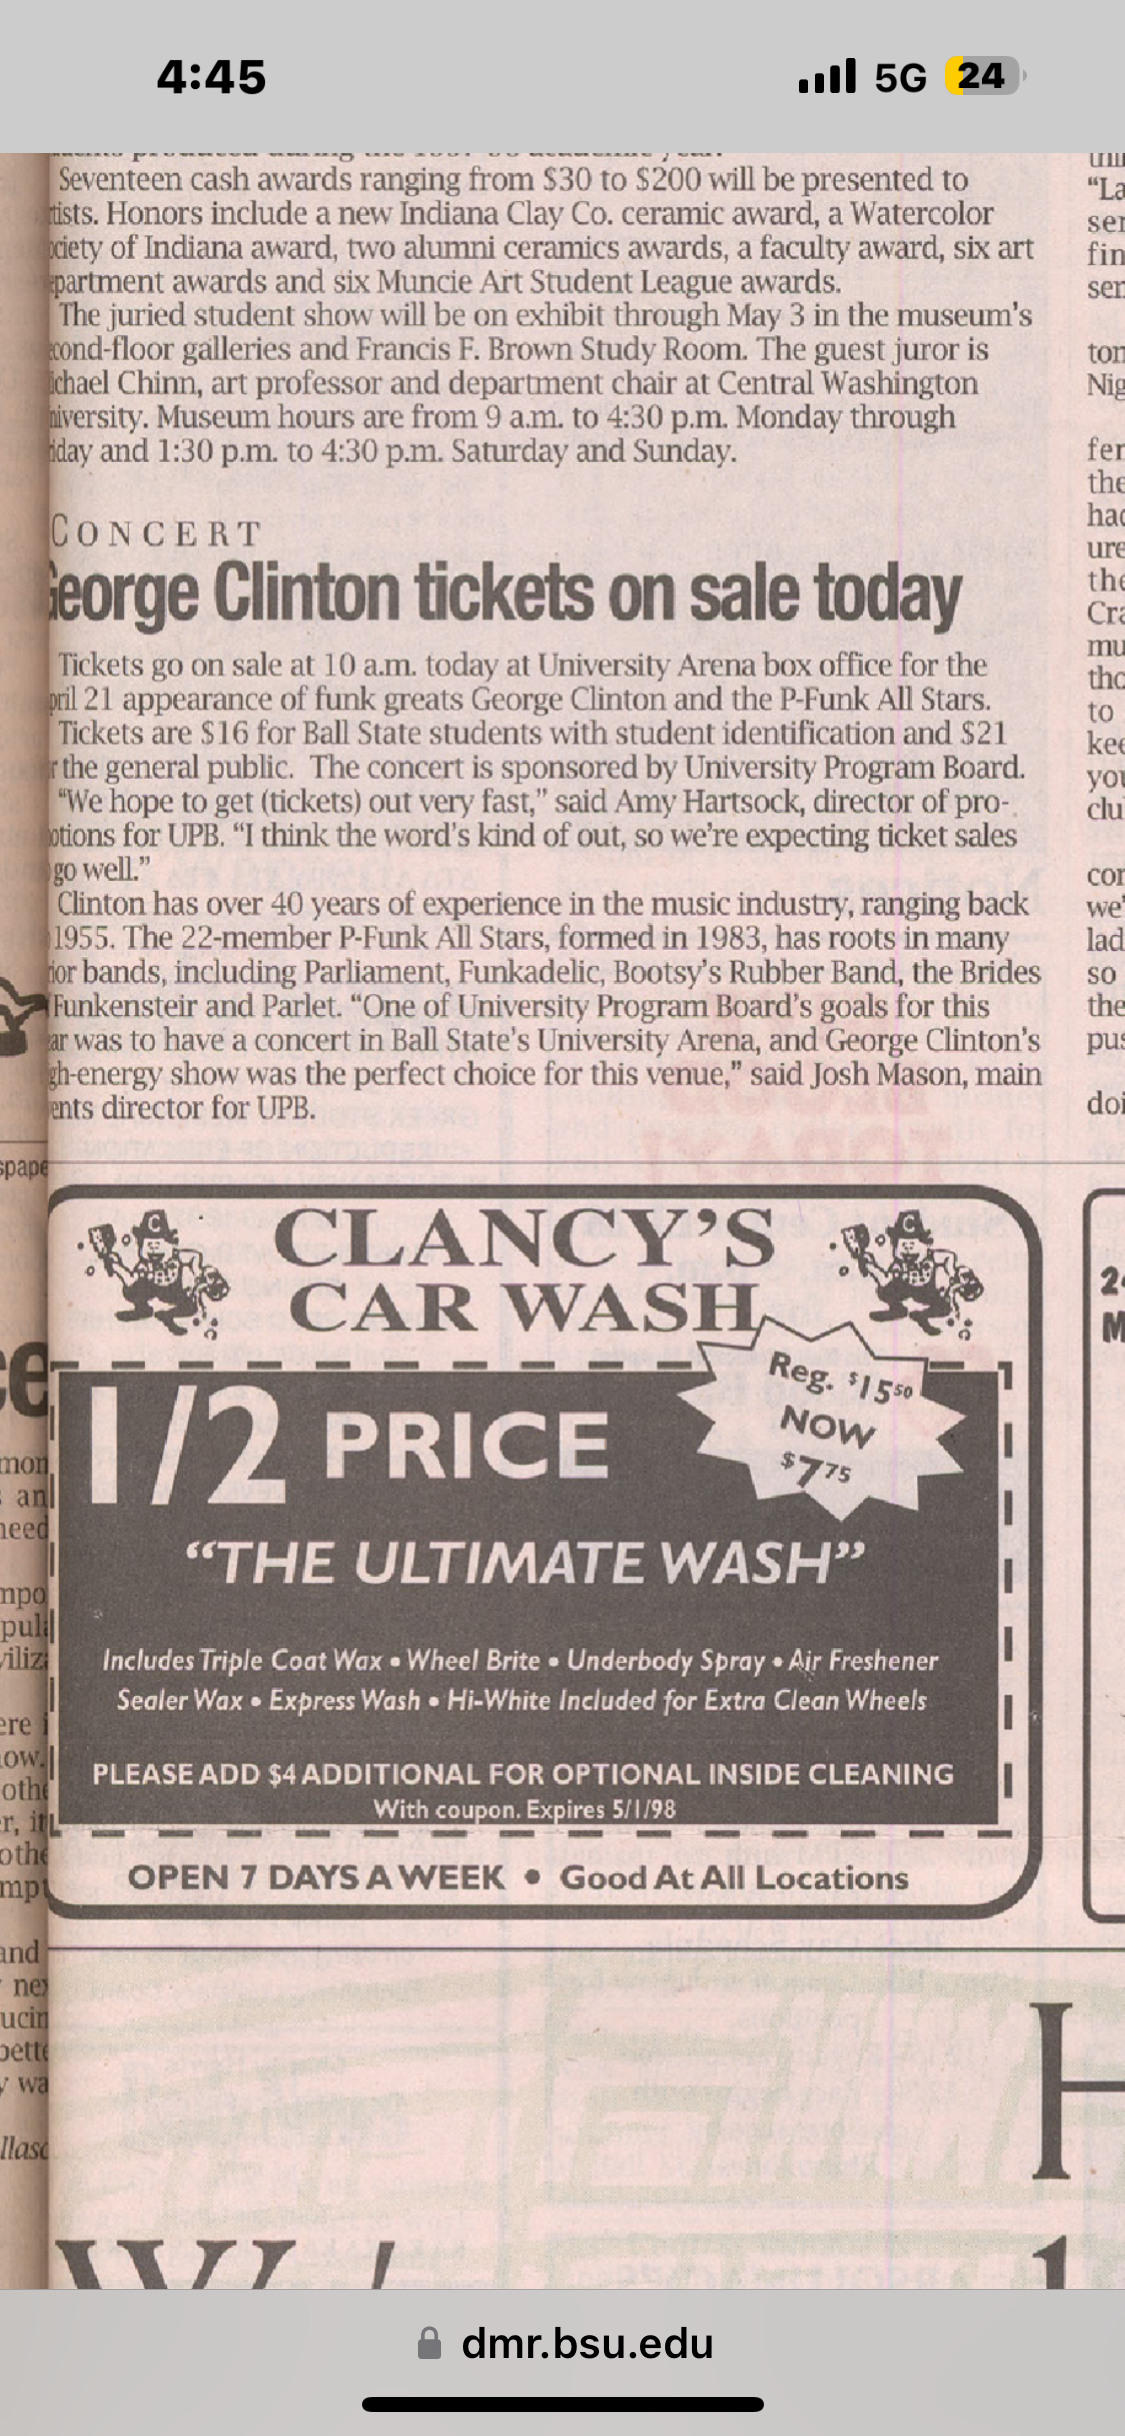 4:45
5G 24
Seventeen cash awards ranging from $30 to $200 will be presented to
tists. Honors include a new Indiana Clay Co. ceramic award, a Watercolor
ciety of Indiana award, two alumni ceramics awards, a faculty award, six art
partment awards and six Muncie Art Student League awards.
The juried student show will be on exhibit through May 3 in the museum's
cond-floor galleries and Francis F. Brown Study Room. The guest juror is
ichael Chinn, art professor and department chair at Central Washington
niversity. Museum hours are from 9 a.m. to 4:30 p.m. Monday through
iday and 1:30 p.m. to 4:30 p.m. Saturday and Sunday.
CONCERT
George Clinton tickets on sale today
Tickets go on sale at 10 a.m. today at University Arena box office for the
pril 21 appearance of funk greats George Clinton and the P-Funk All Stars.
Tickets are $16 for Ball State students with student identification and $21
r the general public. The concert is sponsored by University Program Board.
"We hope to get (tickets) out very fast," said Amy Hartsock, director of pro-
otions for UPB. "I think the word's kind of out, so we're expecting ticket sales
go well."
Clinton has over 40 years of experience in the music industry, ranging back
1955. The 22-member P-Funk All Stars, formed in 1983, has roots in many
ior bands, including Parliament, Funkadelic, Bootsy's Rubber Band, the Brides
Funkensteir and Parlet. "One of University Program Board's goals for this
ar was to have a concert in Ball State's University Arena, and George Clinton's
gh-energy show was the perfect choice for this venue," said Josh Mason, main
ents director for UPB.
CLANCY'S
CAR WASH
Reg. $15.50
NOW
$7.75
1/2 PRICE
"THE ULTIMATE WASH"
Includes Triple Coat Wax • Wheel Brite • Underbody Spray • Air Freshener
Sealer Wax • Express Wash • Hi-White Included for Extra Clean Wheels
PLEASE ADD $4 ADDITIONAL FOR OPTIONAL INSIDE CLEANING
With coupon. Expires 5/1/98
OPEN 7 DAYS A WEEK • Good At All Locations
H
dmr.bsu.edu